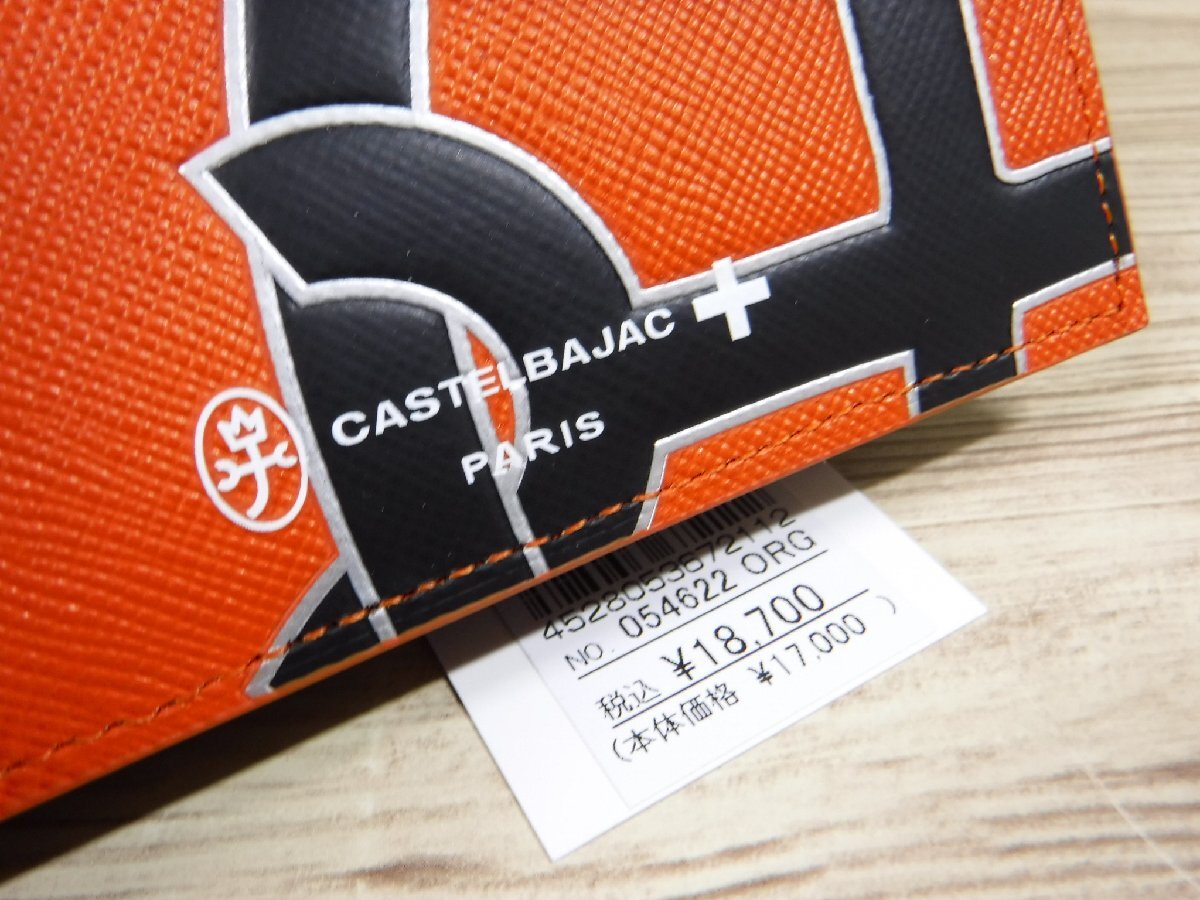 CASTELBAJAC
PARIS
4528053672112
NO. 054622 ORG
税込 ¥18,700
(本体価格 ¥17,000 )